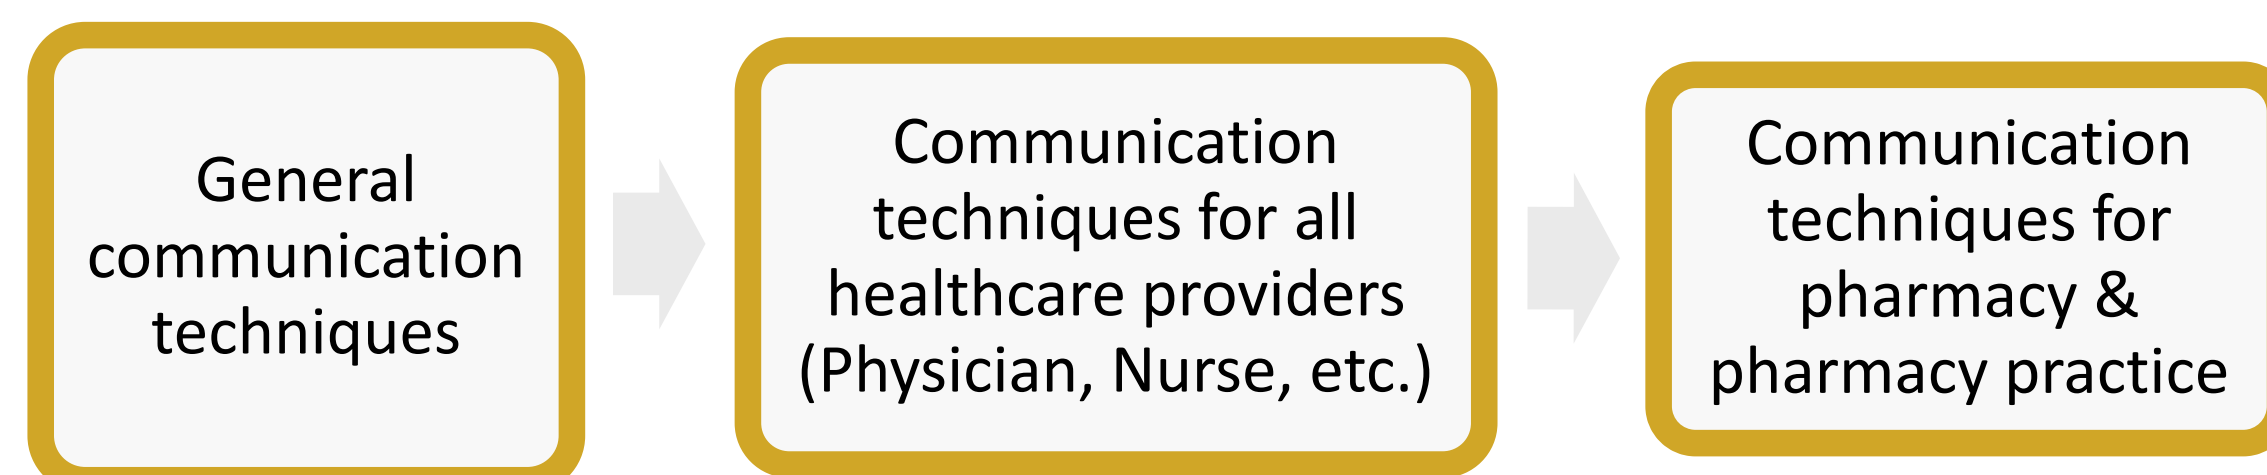 General
communication
techniques
Communication
techniques for all
healthcare providers
(Physician, Nurse, etc.)
Communication
techniques for
pharmacy &
pharmacy practice